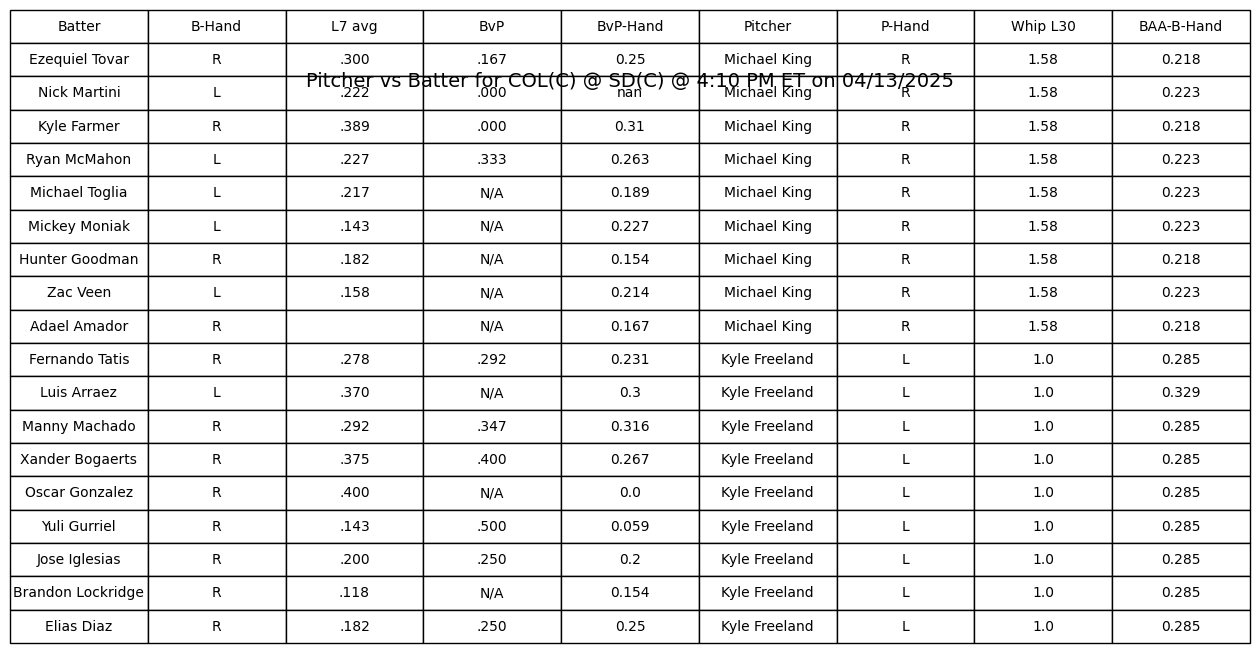 Batter B-Hand L7 avg BvP BvP-Hand Pitcher P-Hand Whip L30 BAA-B-Hand
Ezequiel Tovar R .300 .167 0.25 Michael King R 1.58 0.218
Pitcher vs Batter for COL(C) @ SD(C) @ 4:10 PM ET on 04/13/2025
Nick Martini L .222 .000 nan Michael King R 1.58 0.223
Kyle Farmer R .389 .000 0.31 Michael King R 1.58 0.218
Ryan McMahon L .227 .333 0.263 Michael King R 1.58 0.223
Michael Toglia L .217 N/A 0.189 Michael King R 1.58 0.223
Mickey Moniak L .143 N/A 0.227 Michael King R 1.58 0.223
Hunter Goodman R .182 N/A 0.154 Michael King R 1.58 0.218
Zac Veen L .158 N/A 0.214 Michael King R 1.58 0.223
Adael Amador R N/A 0.167 Michael King R 1.58 0.218
Fernando Tatis R .278 .292 0.231 Kyle Freeland L 1.0 0.285
Luis Arraez L .370 N/A 0.3 Kyle Freeland L 1.0 0.329
Manny Machado R .292 .347 0.316 Kyle Freeland L 1.0 0.285
Xander Bogaerts R .375 .400 0.267 Kyle Freeland L 1.0 0.285
Oscar Gonzalez R .400 N/A 0.0 Kyle Freeland L 1.0 0.285
Yuli Gurriel R .143 .500 0.059 Kyle Freeland L 1.0 0.285
Jose Iglesias R .200 .250 0.2 Kyle Freeland L 1.0 0.285
Brandon Lockridge R .118 N/A 0.154 Kyle Freeland L 1.0 0.285
Elias Diaz R .182 .250 0.25 Kyle Freeland L 1.0 0.285